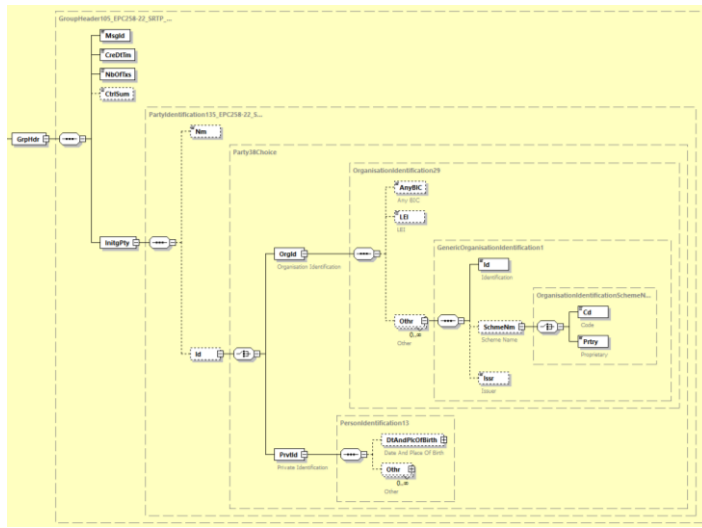 GroupHeader105_EPC258-22_SRTP_...
MsgId
CreDtTm
NbOfTxs
CtrlSum
PartyIdentification135_EPC258-22_S...
Nm
GrpHdr
Party38Choice
OrganisationIdentification29
AnyBIC
Any BIC
LEI
LEI
InitgPty
OrgId
Organisation Identification
GenericOrganisationIdentification1
Id
Identification
OrganisationIdentificationSchemeN...
Cd
Code
Othr
0..∞
Other
SchmeNm
Scheme Name
Prtry
Proprietary
Id
Issr
Issuer
PersonIdentification13
DtAndPlcOfBirth
Date And Place Of Birth
PrvtId
Private Identification
Othr
0..∞
Other